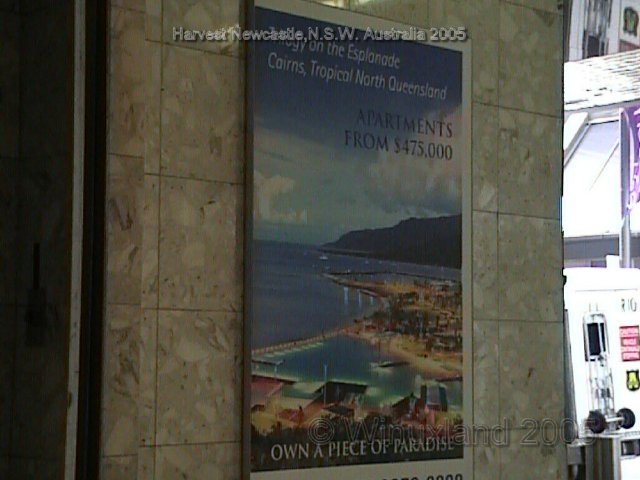 Harvest Newcastle,N.S.W. Australia 2005
on the Esplanade
Cairns, Tropical North Queensland
APARTMENTS
FROM $475,000
OWN A PIECE OF PARADISE
© Winuxland 2005